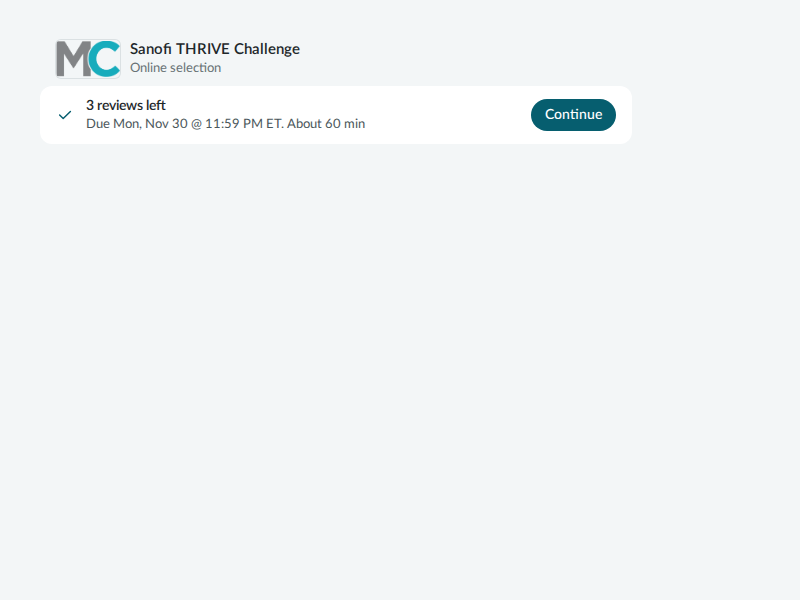 MC
Sanofi THRIVE Challenge
Online selection
3 reviews left
Due Mon, Nov 30 @ 11:59 PM ET. About 60 min
Continue